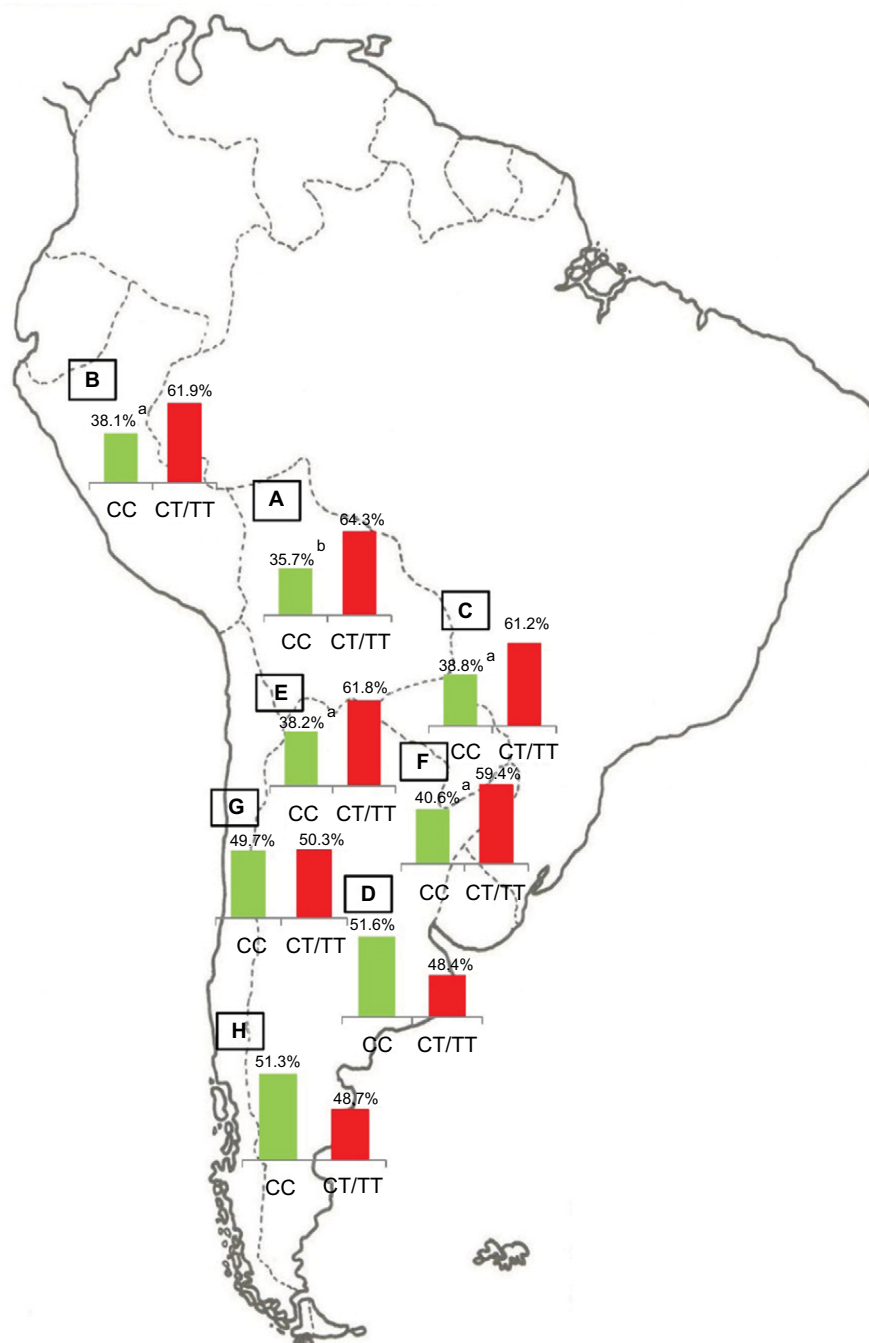 B
61.9%
38.1% a
CC CT/TT
A
64.3%
35.7% b
CC CT/TT
C
61.2%
38.8% a
CC CT/TT
E
61.8%
38.2% a
CC CT/TT
F
59.4%
40.6% a
CC CT/TT
G
49.7% 50.3%
CC CT/TT
D
51.6%
48.4%
CC CT/TT
H
51.3%
48.7%
CC CT/TT